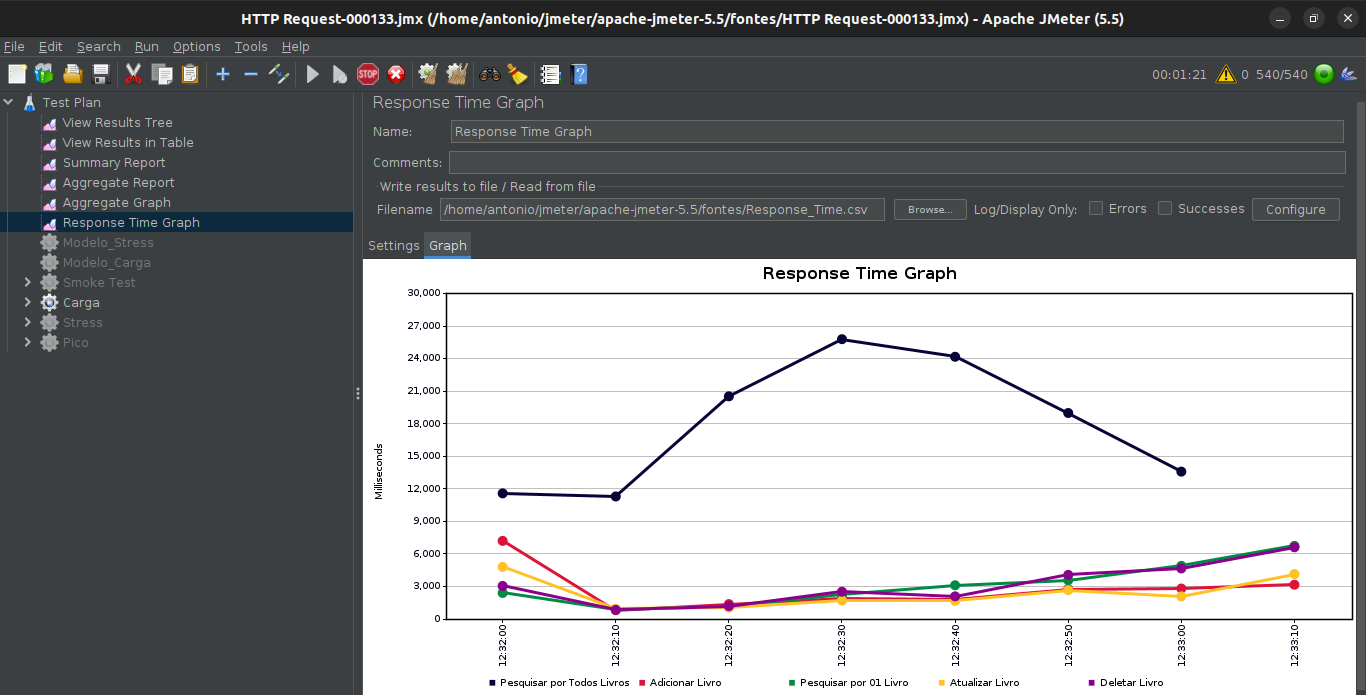 HTTP Request-000133.jmx (/home/antonio/jmeter/apache-jmeter-5.5/fontes/HTTP Request-000133.jmx) - Apache JMeter (5.5)
File Edit Search Run Options Tools Help
STOP 00:01:21 0 540/540
Test Plan
View Results Tree
View Results in Table
Summary Report
Aggregate Report
Aggregate Graph
Response Time Graph
Modelo_Stress
Modelo_Carga
Smoke Test
Carga
Stress
Pico
Response Time Graph
Name: Response Time Graph
Comments:
Write results to file / Read from file
Filename /home/antonio/jmeter/apache-jmeter-5.5/fontes/Response_Time.csv Browse... Log/Display Only: Errors Successes Configure
Settings Graph
Response Time Graph
30,000
27,000
24,000
21,000
18,000
15,000
12,000
9,000
6,000
3,000
0
Milliseconds
12:32:00 12:32:10 12:32:20 12:32:30 12:32:40 12:32:50 12:33:00 12:33:10
Pesquisar por Todos Livros Adicionar Livro Pesquisar por 01 Livro Atualizar Livro Deletar Livro